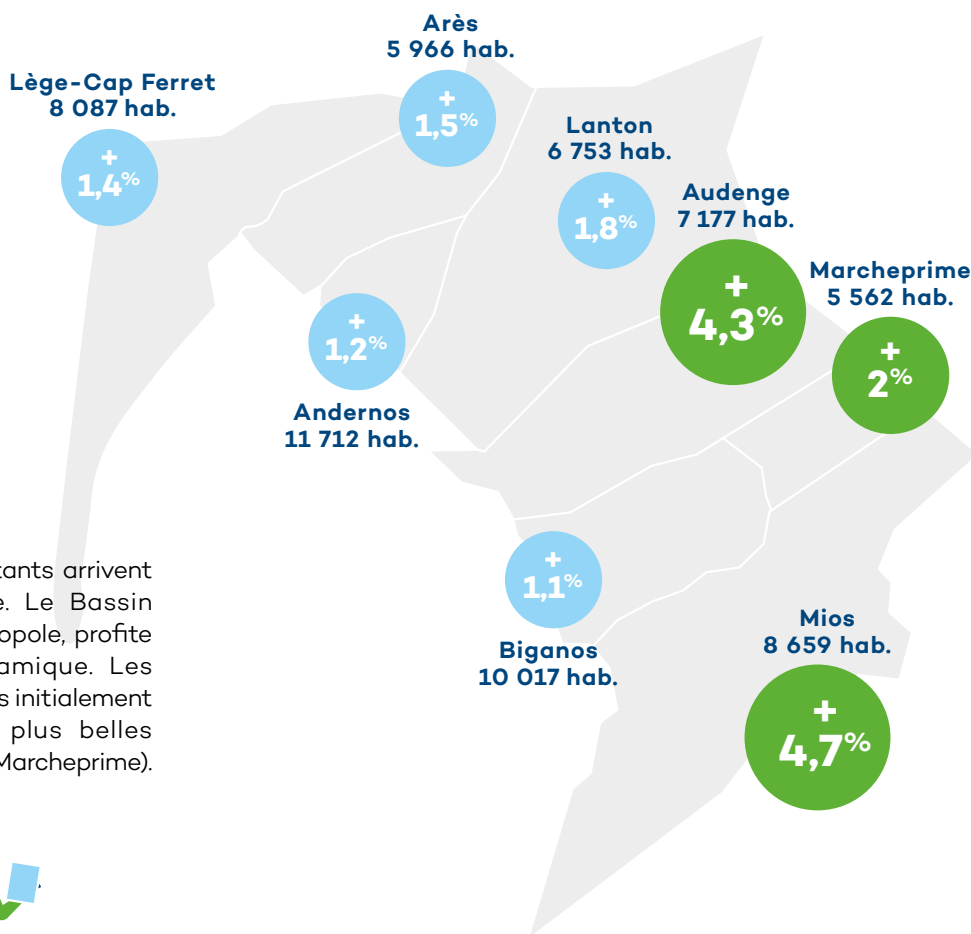 Arès
5 966 hab.
+
1,5%
Lège-Cap Ferret
8 087 hab.
+
1,4%
Lanton
6 753 hab.
+
1,8%
Audenge
7 177 hab.
+
4,3%
Marcheprime
5 562 hab.
+
2%
+
1,2%
Andernos
11 712 hab.
+
1,1%
Biganos
10 017 hab.
Mios
8 659 hab.
+
4,7%
arrivent
Le Bassin
profite
Les
initialement
plus belles
Marcheprime).